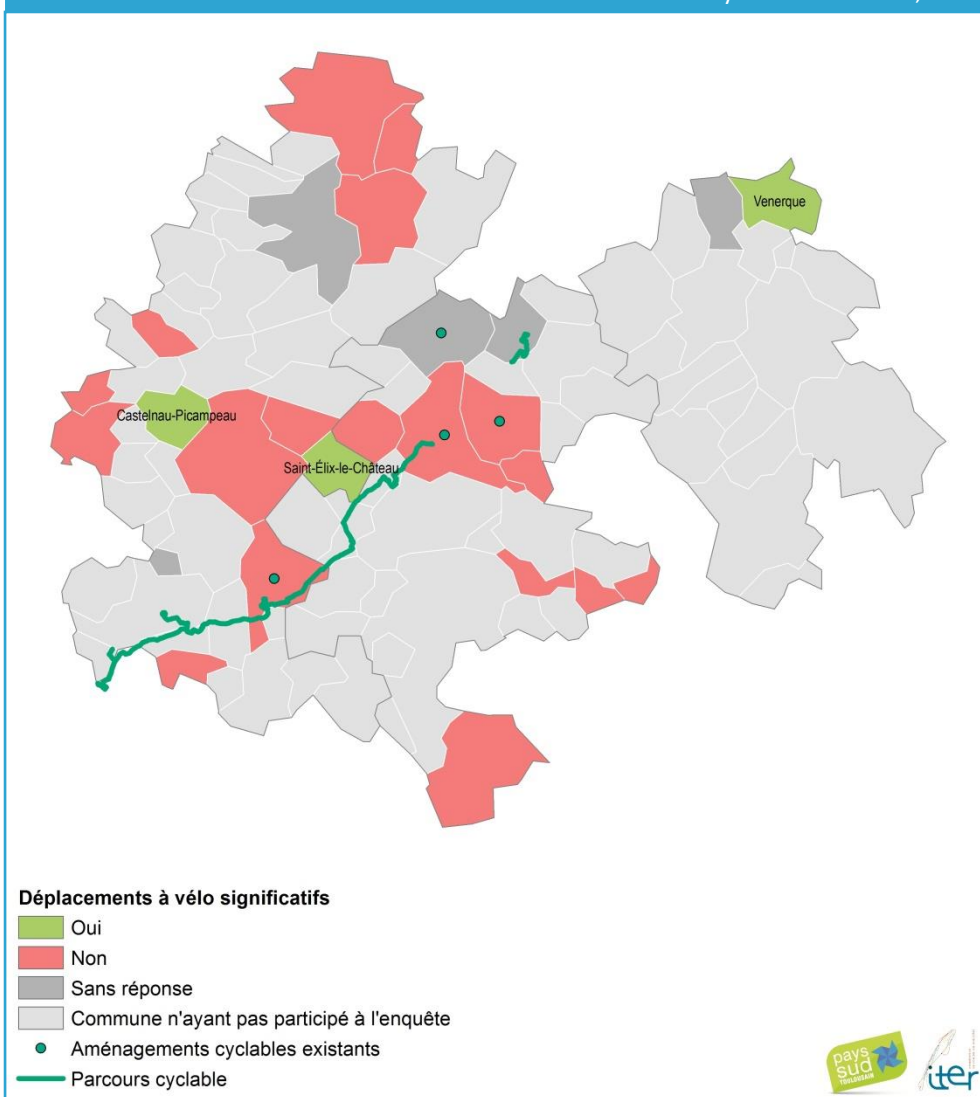 Venerque
Castelnau-Picampeau
Saint-Élix-le-Château
Déplacements à vélo significatifs
Oui
Non
Sans réponse
Commune n'ayant pas participé à l'enquête
Aménagements cyclables existants
Parcours cyclable
pays
sud
TOULOUSAIN
iter